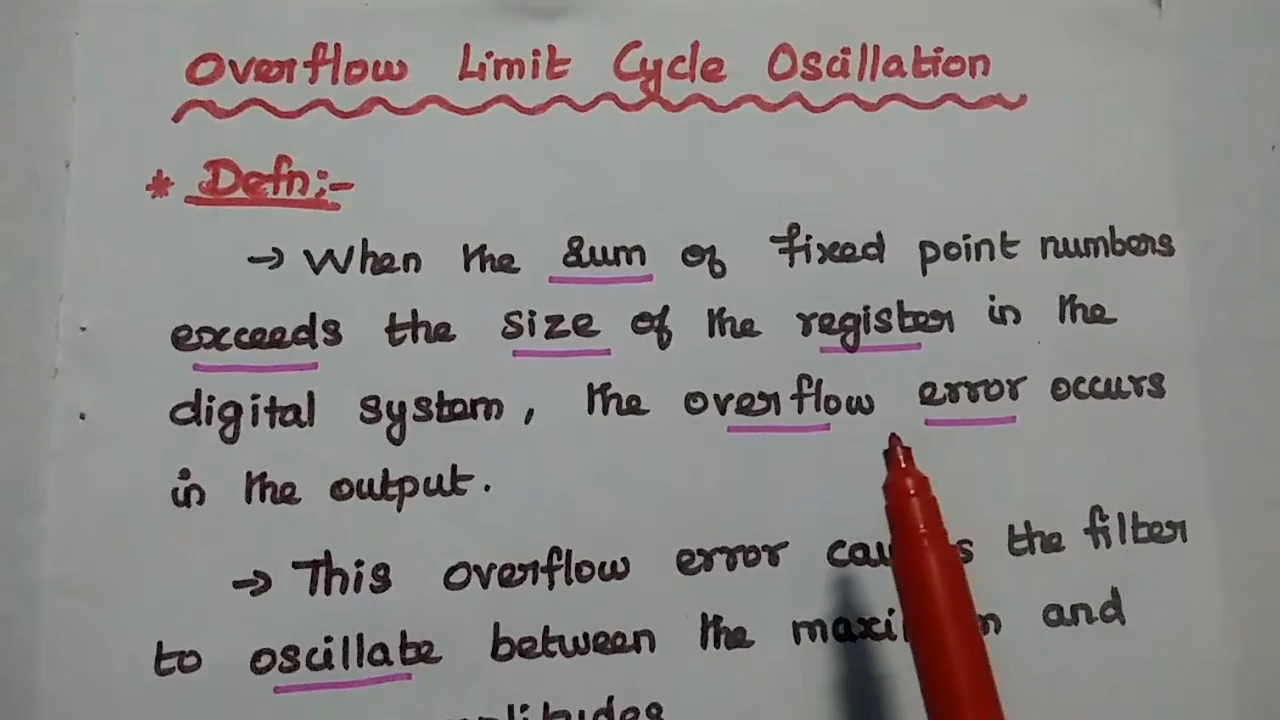 Overflow Limit Cycle Oscillation
* Defn:-
→ When the sum of fixed point numbers
exceeds the size of the register in the
digital system, the overflow error occurs
in the output.
→ This overflow error the filter
to oscillate between the and